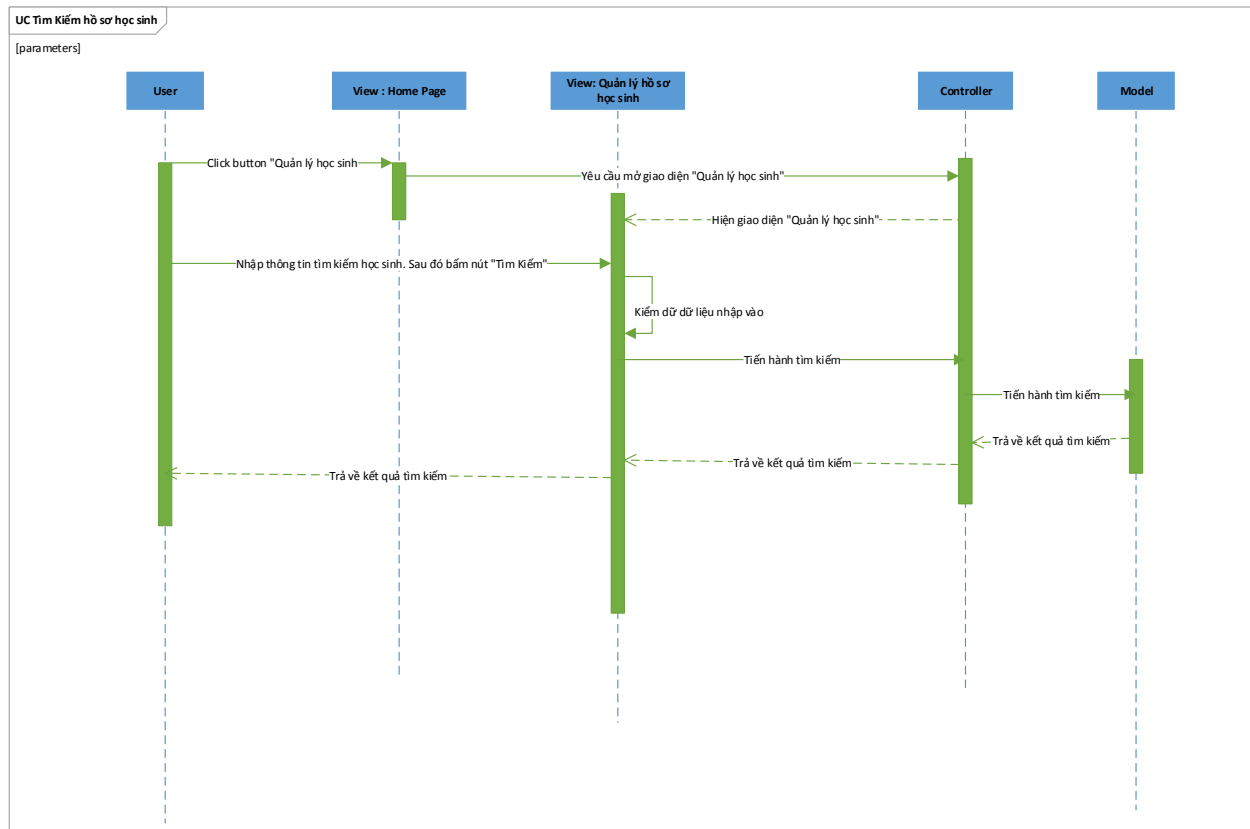 UC Tìm Kiếm hồ sơ học sinh
[parameters]
User
View : Home Page
View: Quản lý hồ sơ
học sinh
Controller
Model
Click button "Quản lý học sinh
Yêu cầu mở giao diện "Quản lý học sinh"
Hiện giao diện "Quản lý học sinh"
Nhập thông tin tìm kiếm học sinh. Sau đó bấm nút "Tìm Kiếm"
Kiểm dữ dữ liệu nhập vào
Tiến hành tìm kiếm
Tiến hành tìm kiếm
Trả về kết quả tìm kiếm
Trả về kết quả tìm kiếm
Trả về kết quả tìm kiếm